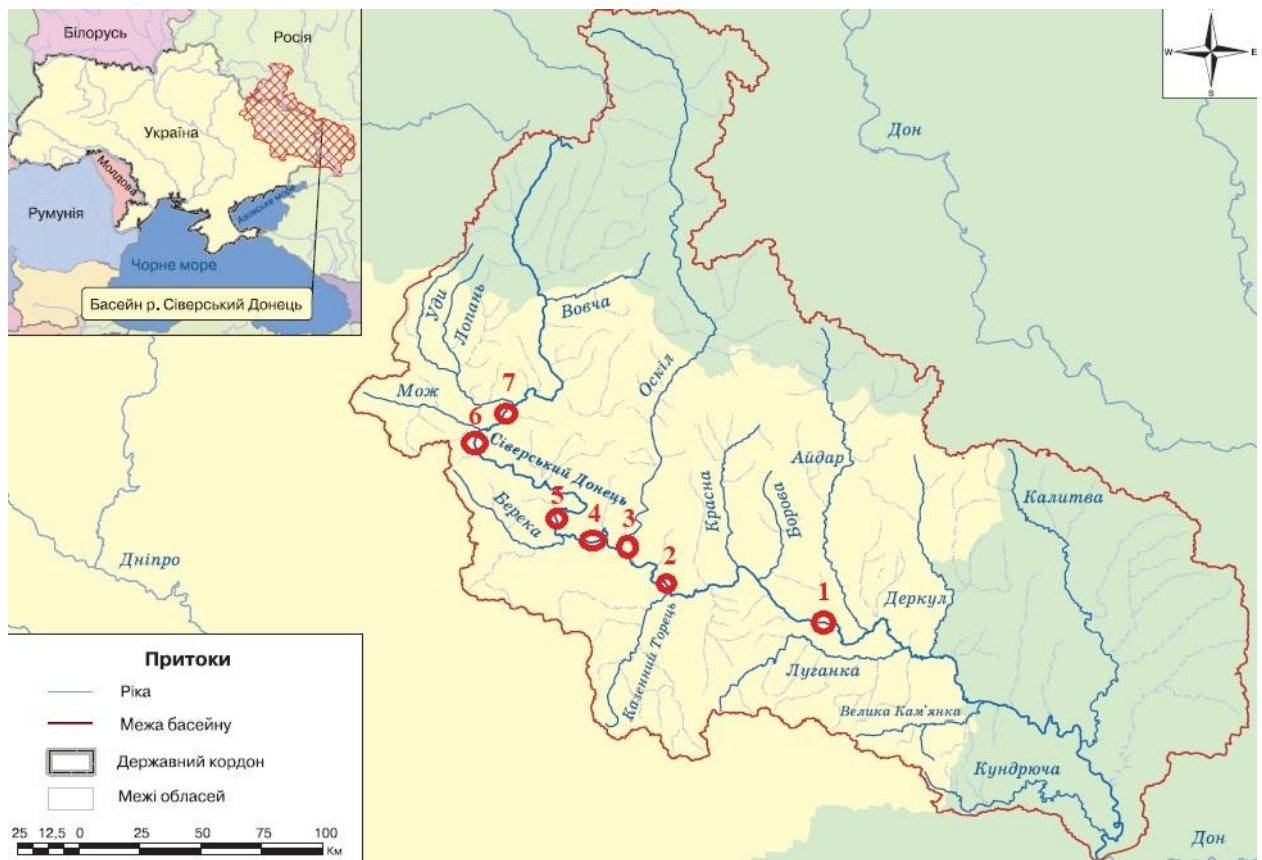 Білорусь
Росія
Україна
Молдова
Румунія
Азовське море
Чорне море
Басейн р. Сіверський Донець
W
E
S
Дон
Уди
Лопань
Вовча
Оскіл
Мож
7
6
Сіверський Донець
5
Берека
4
3
2
Красна
Борова
Айдар
1
Калитва
Деркул
Дніпро
Казенний Торець
Луганка
Велика Кам'янка
Кундрюча
Дон
Притоки
Ріка
Межа басейну
Державний кордон
Межі обласей
25 12,5 0 25 50 75 100
Км